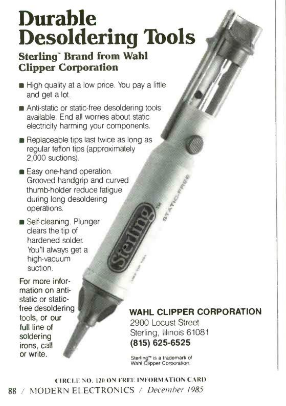 Durable
Desoldering Tools
Sterling™ Brand from Wahl
Clipper Corporation
■ High quality at a low price. You pay a little
and get a lot.
■ Anti-static or static-free desoldering tools
available. End all worries about static
electricity harming your components.
■ Replaceable tips last twice as long as
regular teflon tips (approximately
2,000 suctions).
■ Easy one-hand operation.
Grooved handgrip and curved
thumb-holder reduce fatigue
during long desoldering
operations.
■ Self-cleaning. Plunger
clears the tip of
hardened solder.
You'll always get a
high-vacuum
suction.
For more infor-
mation on anti-
static or static-
free desoldering
tools, or our
full line of
soldering
irons, call
or write.
STATIC-FREE
Sterling
WAHL CLIPPER CORPORATION
2900 Locust Street
Sterling, Illinois 61081
(815) 625-6525
Sterling™ is a trademark of
Wahl Clipper Corporation.
CIRCLE NO. 120 ON FREE INFORMATION CARD
88 / MODERN ELECTRONICS / December 1985